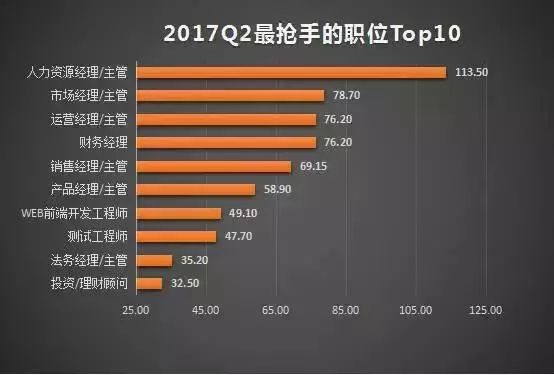 2017Q2最抢手的职位Top10
人力资源经理/主管 113.50
市场经理/主管 78.70
运营经理/主管 76.20
财务经理 76.20
销售经理/主管 69.15
产品经理/主管 58.90
WEB前端开发工程师 49.10
测试工程师 47.70
法务经理/主管 35.20
投资/理财顾问 32.50
25.00 45.00 65.00 85.00 105.00 125.00